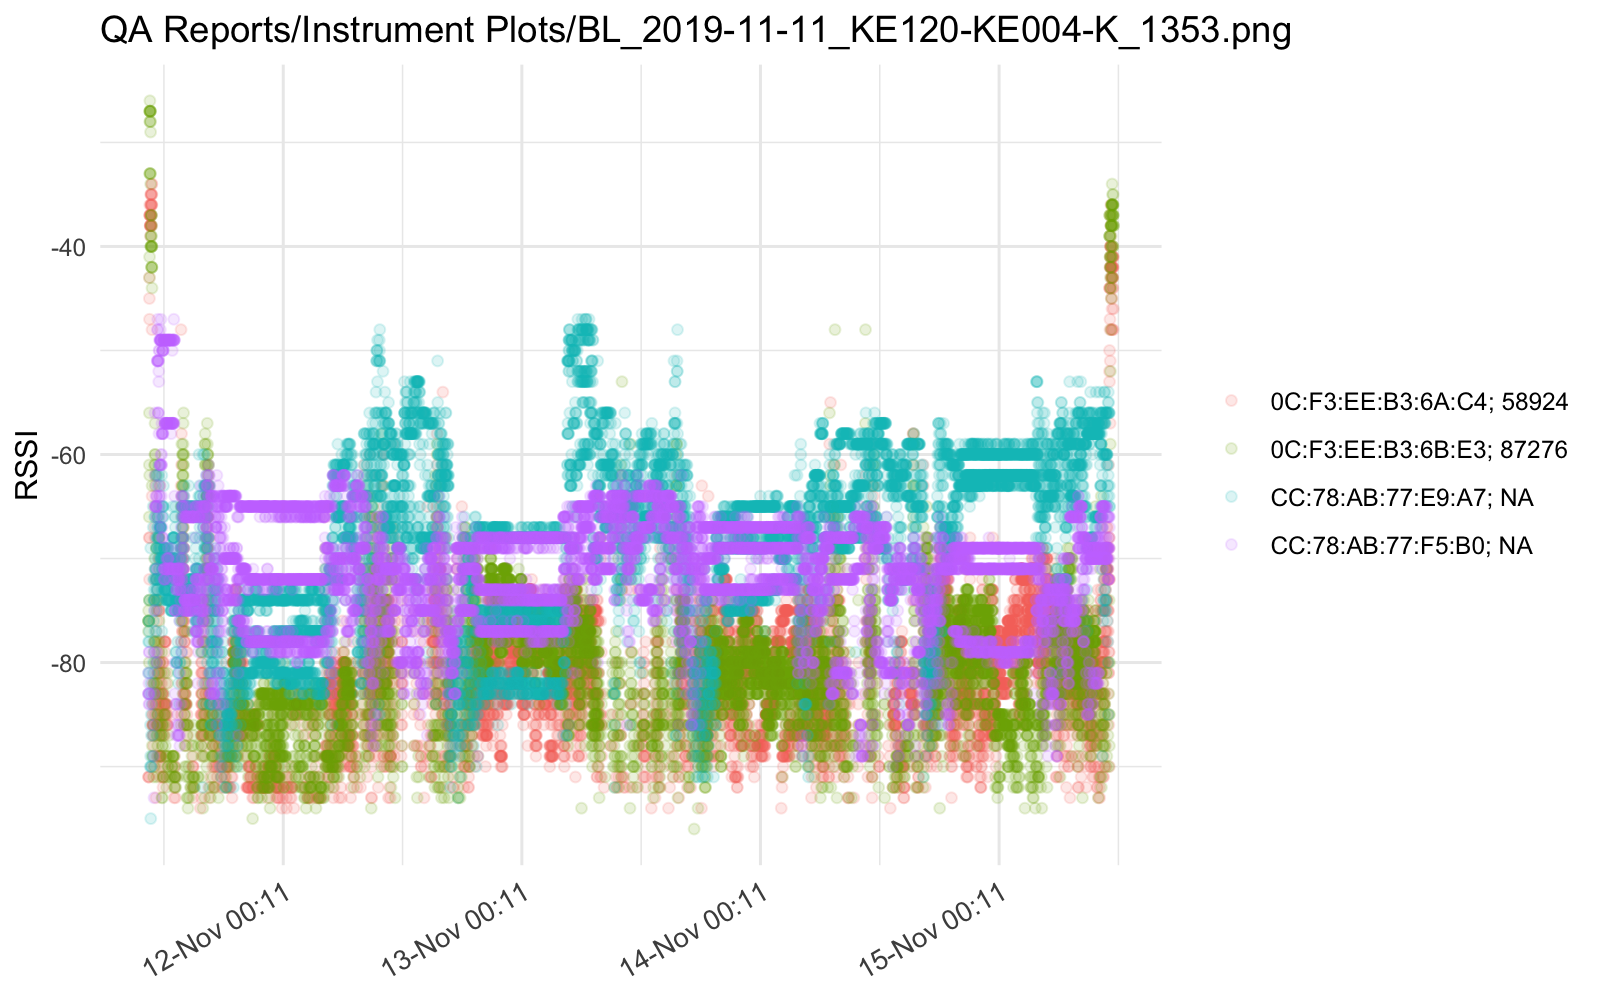 QA Reports/Instrument Plots/BL_2019-11-11_KE120-KE004-K_1353.png
RSSI
-40
-60
-80
12-Nov 00:11
13-Nov 00:11
14-Nov 00:11
15-Nov 00:11
0C:F3:EE:B3:6A:C4; 58924
0C:F3:EE:B3:6B:E3; 87276
CC:78:AB:77:E9:A7; NA
CC:78:AB:77:F5:B0; NA